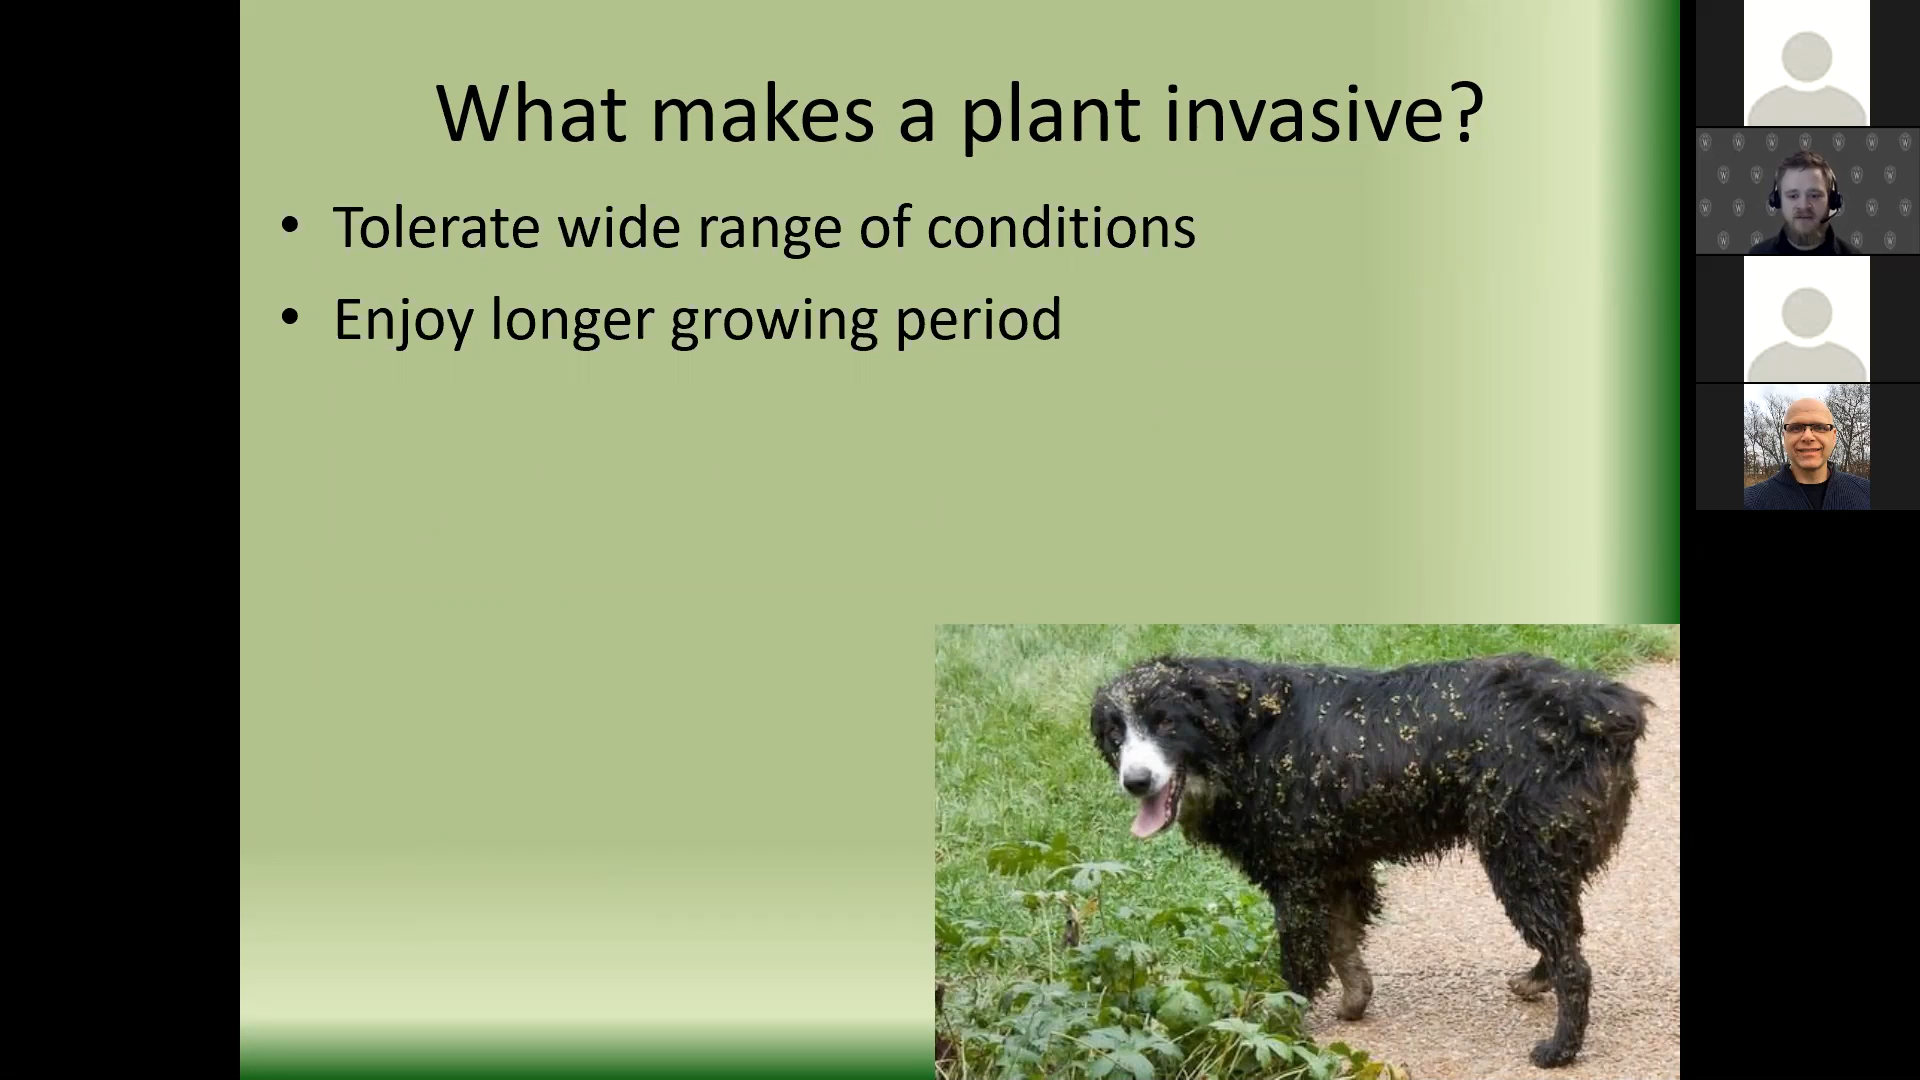 What makes a plant invasive?
• Tolerate wide range of conditions
• Enjoy longer growing period